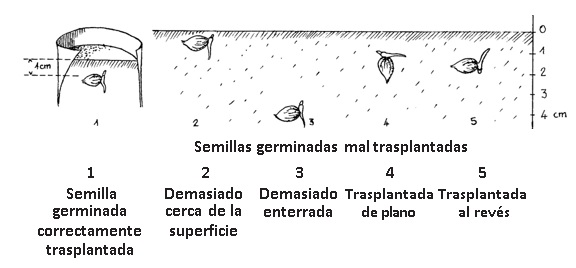 0
1cm
1
2
4 cm
3
1 2 3 4 5
Semillas germinadas mal trasplantadas
1 2 3 4 5
Semilla germinada correctamente trasplantada
Demasiado cerca de la superficie
Demasiado enterrada
Trasplantada de plano
Trasplantada al revés